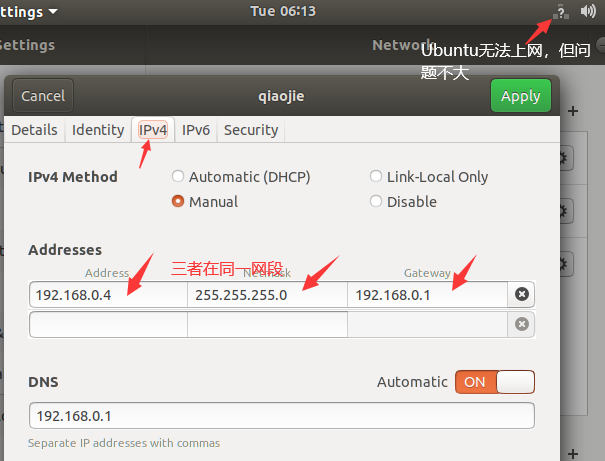 ttings Tue 06:13 ?
Settings Network
Ubuntu无法上网，但问
题不大
Cancel qiaojie Apply
Details Identity IPv4 IPv6 Security
IPv4 Method Automatic (DHCP) Link-Local Only
Manual Disable
Addresses
三者在同一网段
Address Netmask Gateway
192.168.0.4 255.255.255.0 192.168.0.1
DNS Automatic ON
192.168.0.1
Separate IP addresses with commas